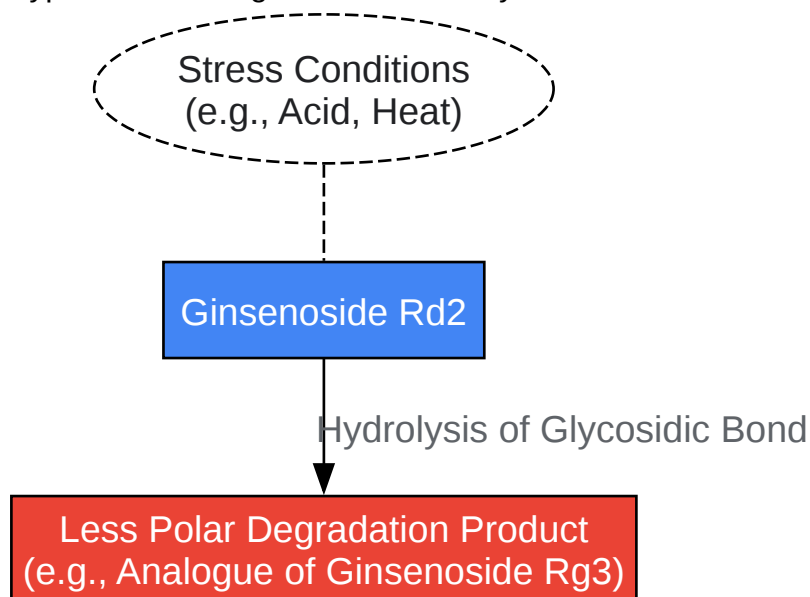 Stress Conditions
(e.g., Acid, Heat)
Ginsenoside Rd2
Hydrolysis of Glycosidic Bond
Less Polar Degradation Product
(e.g., Analogue of Ginsenoside Rg3)